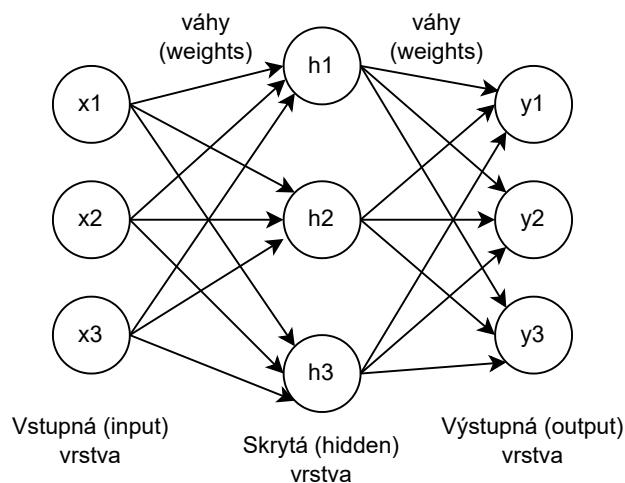 váhy
(weights)
váhy
(weights)
h1
x1
y1
x2
h2
y2
x3
y3
h3
Vstupná (input)
vrstva
Skrytá (hidden)
vrstva
Výstupná (output)
vrstva